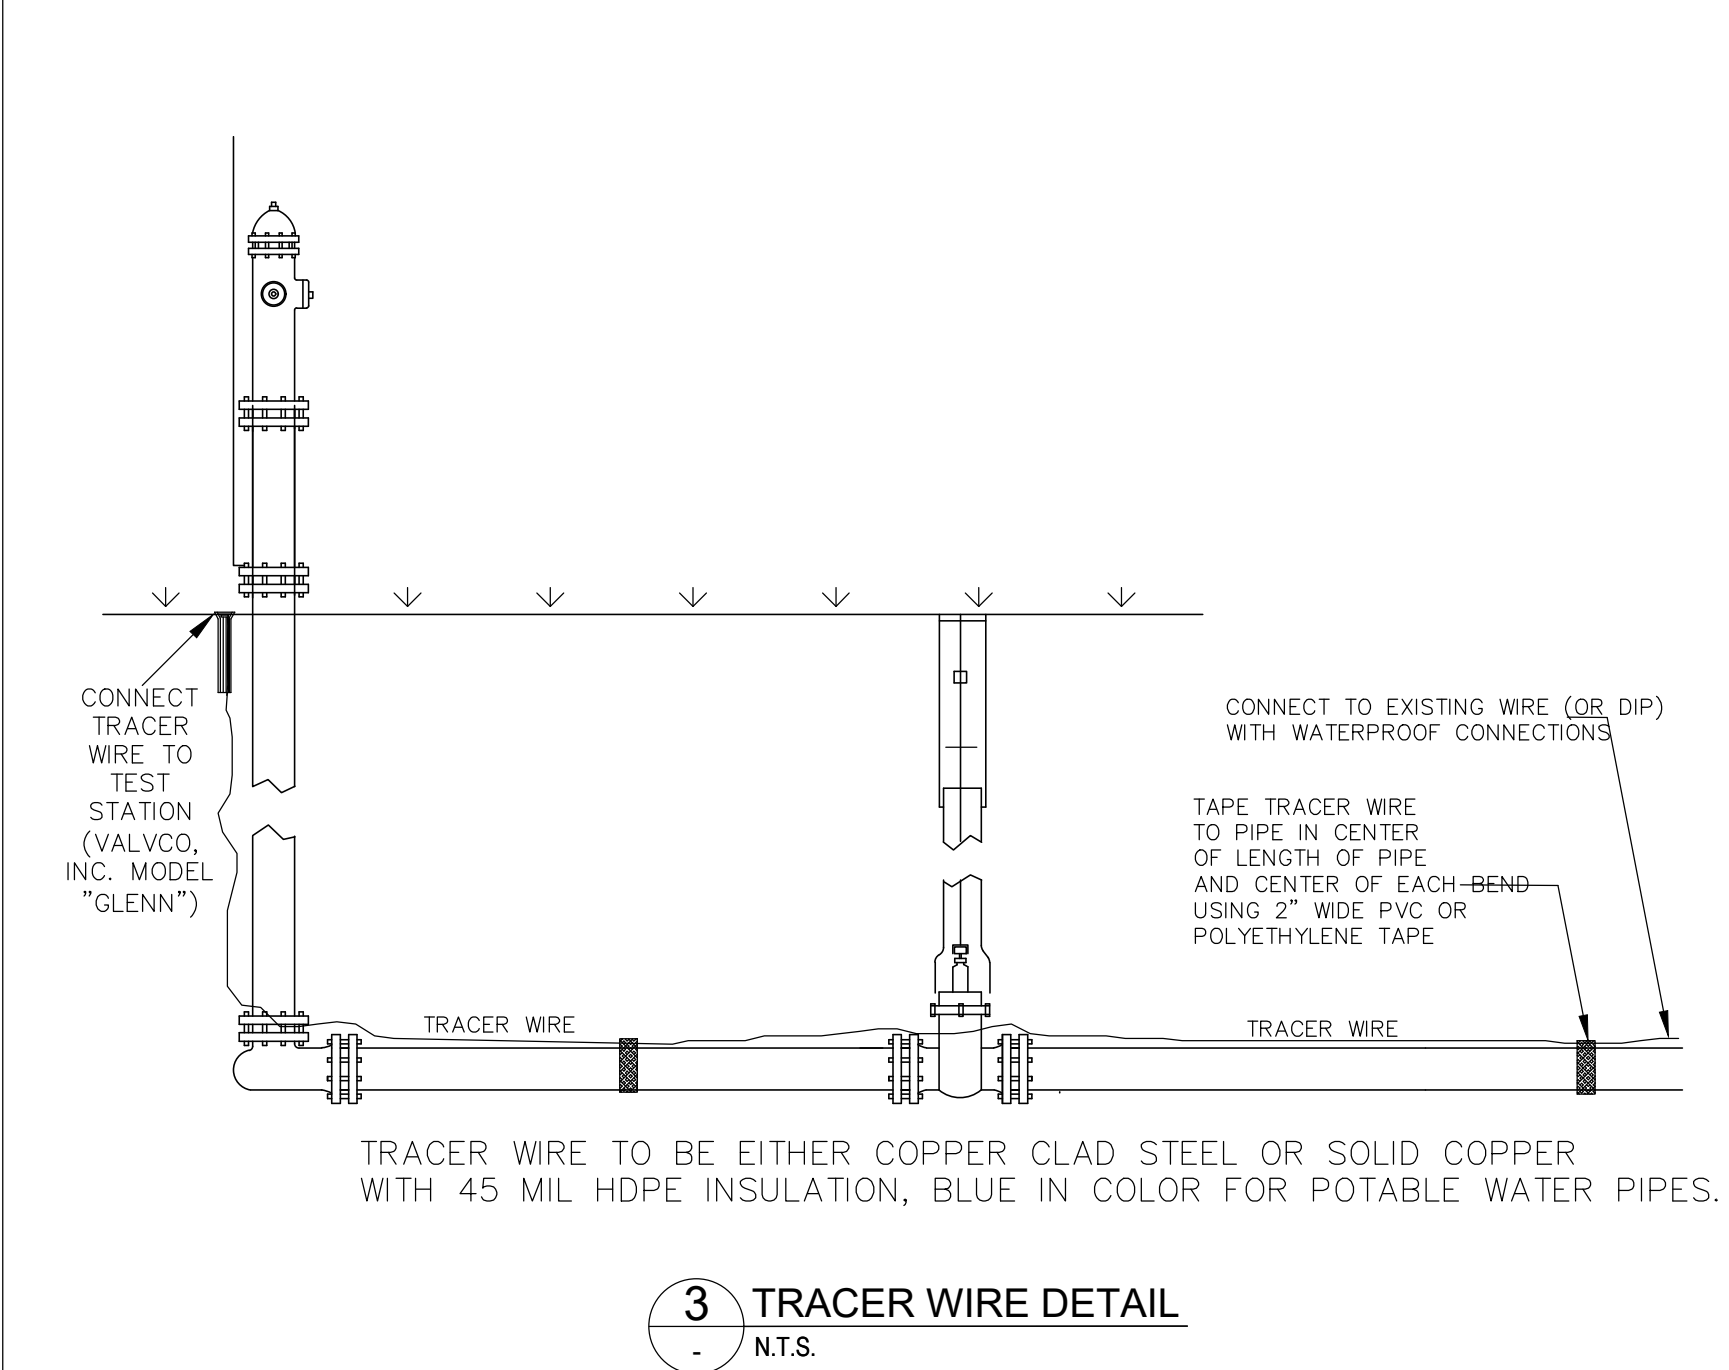 CONNECT
TRACER
WIRE TO
TEST
STATION
(VALVCO,
INC. MODEL
"GLENN")
CONNECT TO EXISTING WIRE (OR DIP)
WITH WATERPROOF CONNECTIONS
TAPE TRACER WIRE
TO PIPE IN CENTER
OF LENGTH OF PIPE
AND CENTER OF EACH BEND
USING 2" WIDE PVC OR
POLYETHYLENE TAPE
TRACER WIRE
TRACER WIRE
TRACER WIRE TO BE EITHER COPPER CLAD STEEL OR SOLID COPPER
WITH 45 MIL HDPE INSULATION, BLUE IN COLOR FOR POTABLE WATER PIPES.
3 TRACER WIRE DETAIL
- N.T.S.